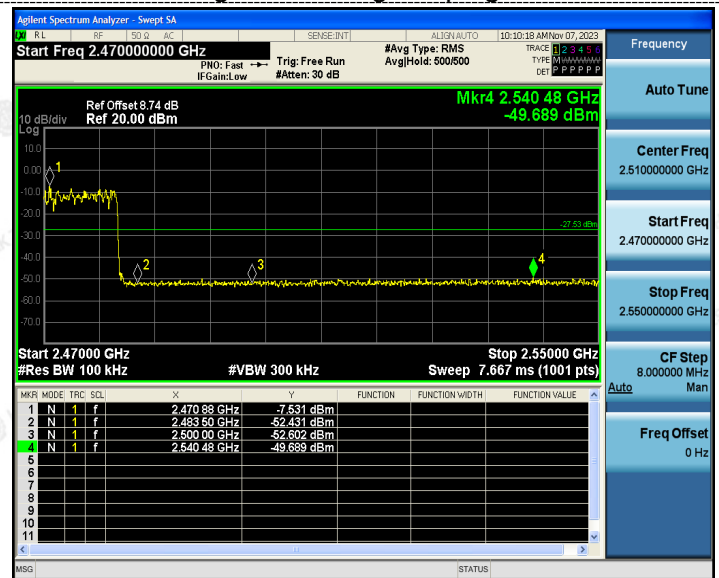 Agilent Spectrum Analyzer - Swept SA
LXI RL RF 50 Ω AC SENSE:INT ALIGNAUTO 10:10:18 AM Nov 07, 2023
Start Freq 2.470000000 GHz
#Avg Type: RMS
TRACE 1 2 3 4 5 6
PNO: Fast Trig: Free Run Avg|Hold: 500/500 TYPE MWWWWW
IFGain:Low #Atten: 30 dB DET P P P P P P
Ref Offset 8.74 dB Mkr4 2.540 48 GHz
10 dB/div Ref 20.00 dBm -49.689 dBm
Log
10.0
0.00
-10.0
-20.0
-30.0
-40.0
-50.0
-60.0
-70.0
1
2
3
4
-27.53 dBm
Start 2.47000 GHz Stop 2.55000 GHz
#Res BW 100 kHz #VBW 300 kHz Sweep 7.667 ms (1001 pts)
MKR MODE TRC SCL X Y FUNCTION FUNCTION WIDTH FUNCTION VALUE
1 N 1 f 2.470 88 GHz -7.531 dBm
2 N 1 f 2.483 50 GHz -52.431 dBm
3 N 1 f 2.500 00 GHz -52.602 dBm
4 N 1 f 2.540 48 GHz -49.689 dBm
5
6
7
8
9
10
11
MSG STATUS
Frequency
Auto Tune
Center Freq
2.510000000 GHz
Start Freq
2.470000000 GHz
Stop Freq
2.550000000 GHz
CF Step
8.000000 MHz
Auto Man
Freq Offset
0 Hz